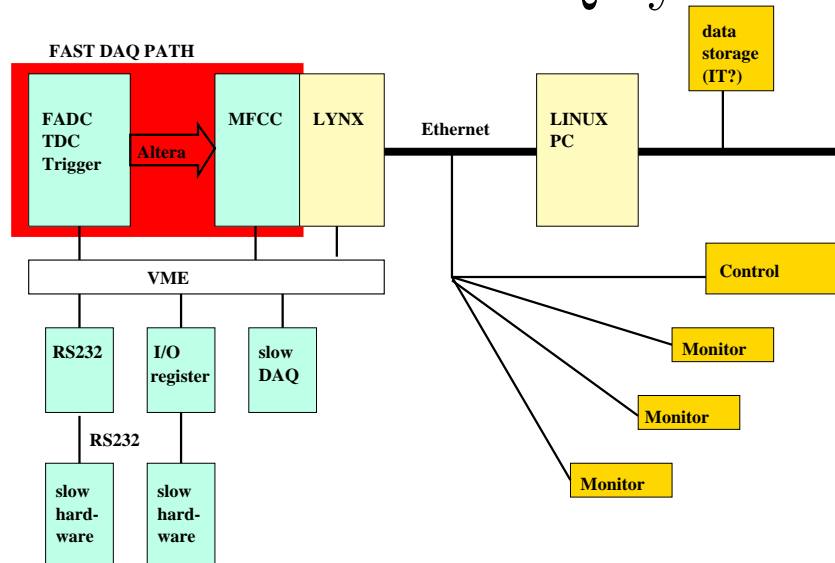 data
storage
(IT?)
FAST DAQ PATH
FADC
TDC
Trigger
Altera
MFCC
LYNX
Ethernet
LINUX
PC
VME
Control
RS232
I/O
register
slow
DAQ
Monitor
Monitor
RS232
Monitor
slow
hard-
ware
slow
hard-
ware